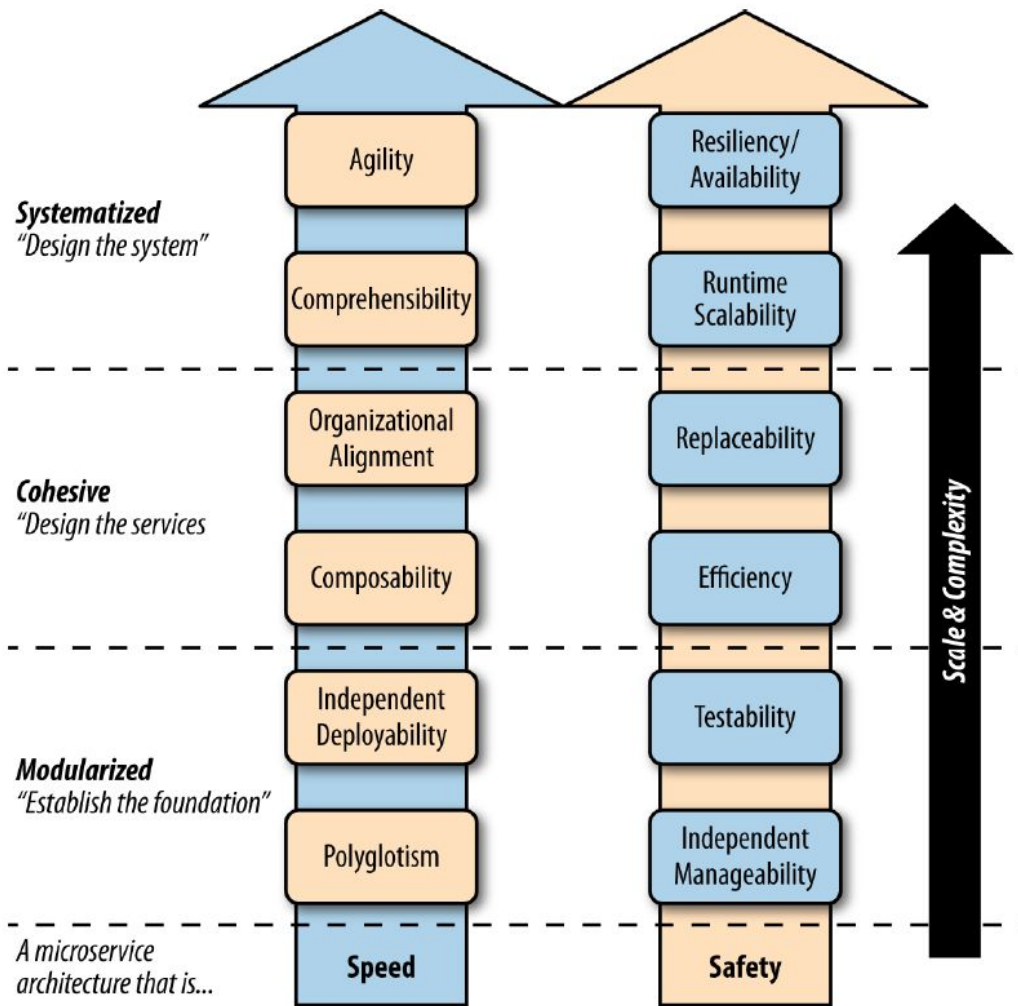 Agility
Resiliency/
Availability
Systematized
“Design the system”
Comprehensibility
Runtime
Scalability
Organizational
Alignment
Replaceability
Cohesive
“Design the services
Composability
Efficiency
Scale & Complexity
Independent
Deployability
Testability
Modularized
“Establish the foundation”
Polyglotism
Independent
Manageability
A microservice
architecture that is...
Speed
Safety